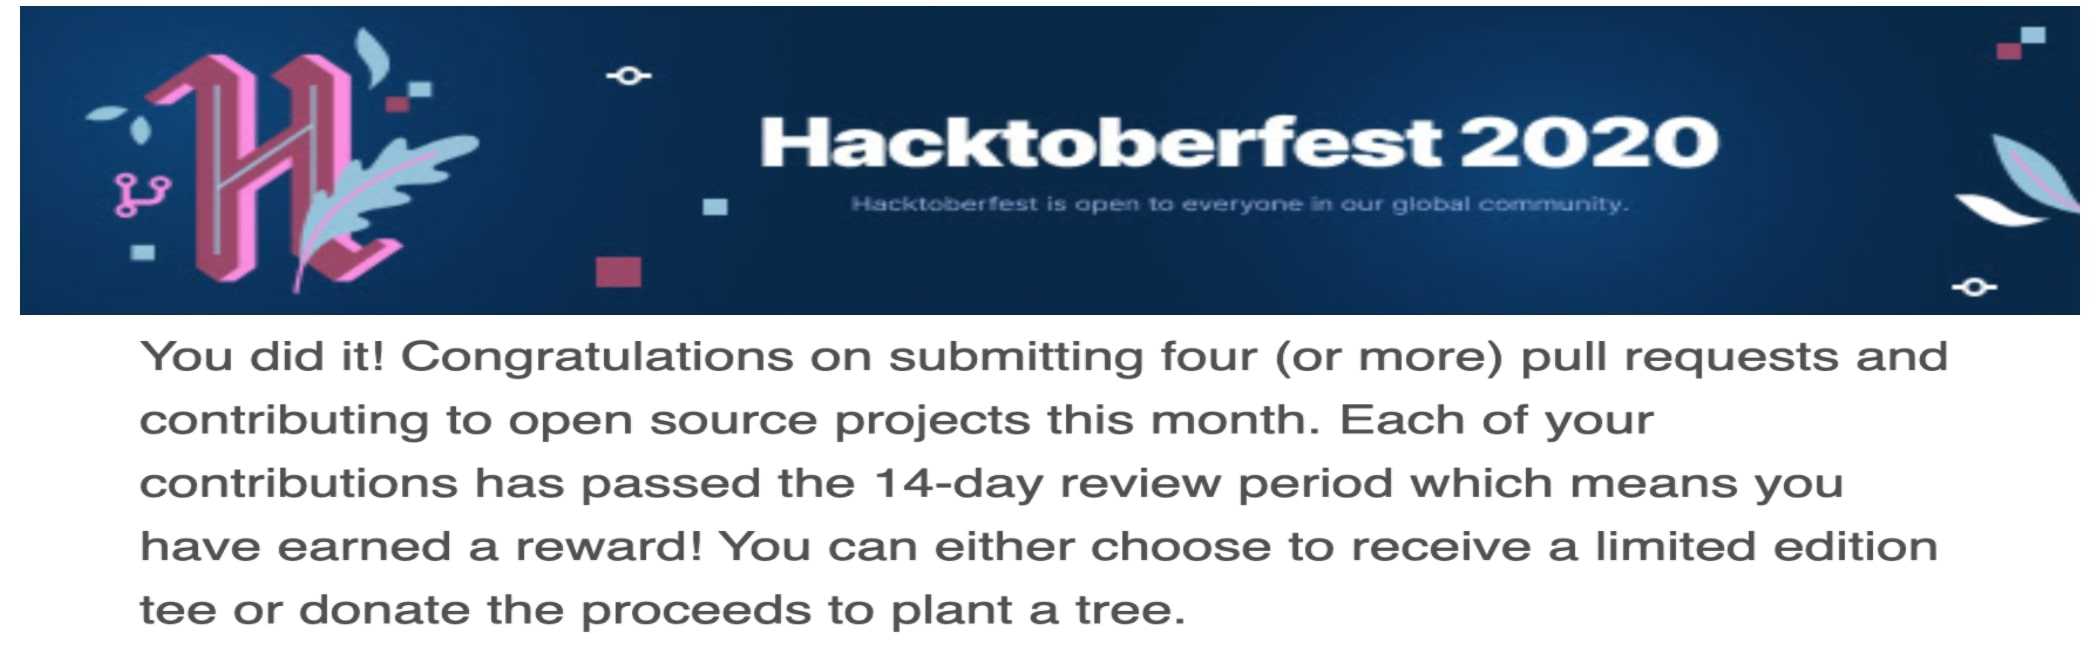 Hacktoberfest 2020
Hacktoberfest is open to everyone in our global community.
You did it! Congratulations on submitting four (or more) pull requests and
contributing to open source projects this month. Each of your
contributions has passed the 14-day review period which means you
have earned a reward! You can either choose to receive a limited edition
tee or donate the proceeds to plant a tree.